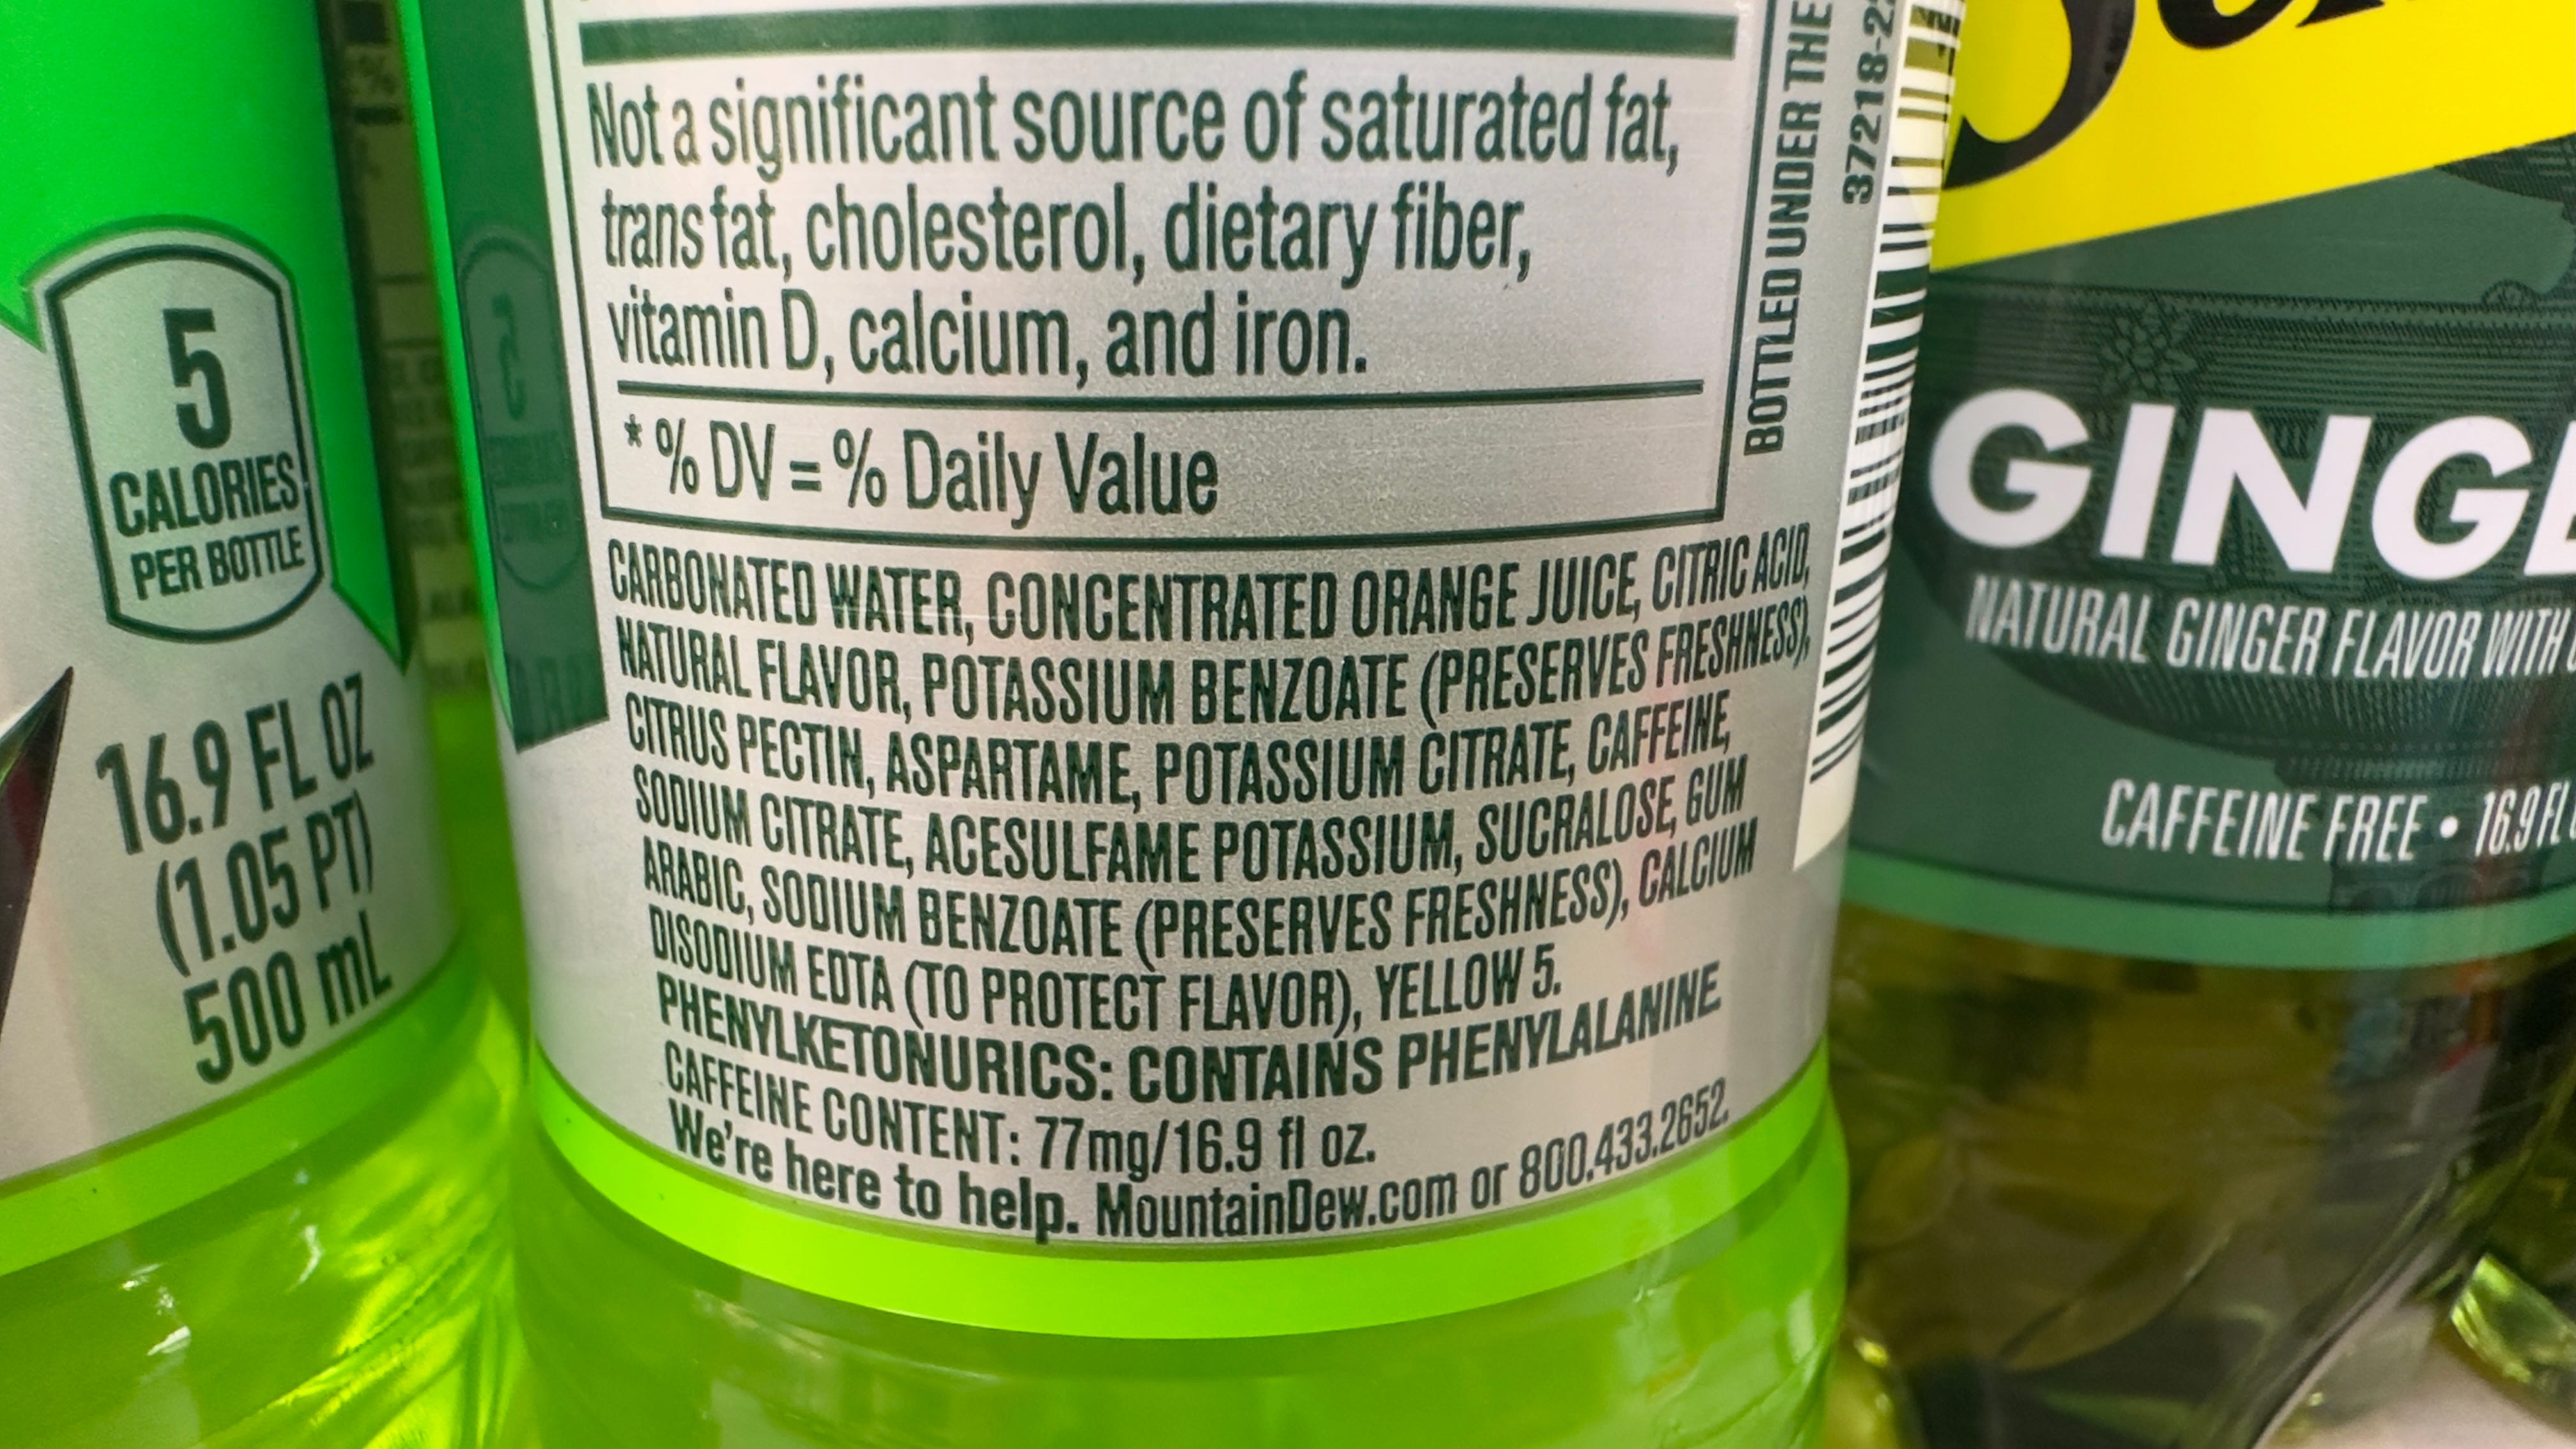 5
CALORIES
PER BOTTLE
16.9 FL OZ
(1.05 PT)
500 mL
Not a significant source of saturated fat,
trans fat, cholesterol, dietary fiber,
vitamin D, calcium, and iron.
* % DV = % Daily Value
CARBONATED WATER, CONCENTRATED ORANGE JUICE, CITRIC ACID,
NATURAL FLAVOR, POTASSIUM BENZOATE (PRESERVES FRESHNESS),
CITRUS PECTIN, ASPARTAME, POTASSIUM CITRATE, CAFFEINE,
SODIUM CITRATE, ACESULFAME POTASSIUM, SUCRALOSE, GUM
ARABIC, SODIUM BENZOATE (PRESERVES FRESHNESS), CALCIUM
DISODIUM EDTA (TO PROTECT FLAVOR), YELLOW 5.
PHENYLKETONURICS: CONTAINS PHENYLALANINE
CAFFEINE CONTENT: 77mg/16.9 fl oz.
We're here to help. MountainDew.com or 800.433.2652.
BOTTLED UNDER THE
37218-2
GING
NATURAL GINGER FLAVOR WITH
CAFFEINE FREE • 16.9 FL